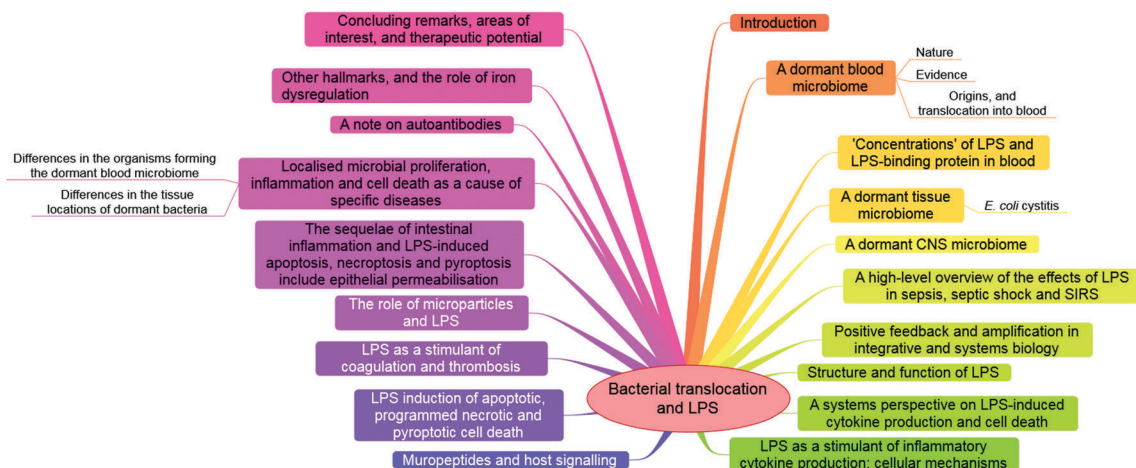 Introduction
A dormant blood
microbiome
Nature
Evidence
Origins, and
translocation into blood
'Concentrations' of LPS and
LPS-binding protein in blood
A dormant tissue
microbiome
E. coli cystitis
A dormant CNS microbiome
A high-level overview of the effects of LPS
in sepsis, septic shock and SIRS
Positive feedback and amplification in
integrative and systems biology
Structure and function of LPS
A systems perspective on LPS-induced
cytokine production and cell death
LPS as a stimulant of inflammatory
cytokine production: cellular mechanisms
Bacterial translocation
and LPS
Muropeptides and host signalling
LPS induction of apoptotic,
programmed necrotic and
pyroptotic cell death
LPS as a stimulant of
coagulation and thrombosis
The role of microparticles
and LPS
The sequelae of intestinal
inflammation and LPS-induced
apoptosis, necroptosis and pyroptosis
include epithelial permeabilisation
Localised microbial proliferation,
inflammation and cell death as a cause of
specific diseases
Differences in the organisms forming
the dormant blood microbiome
Differences in the tissue
locations of dormant bacteria
A note on autoantibodies
Other hallmarks, and the role of iron
dysregulation
Concluding remarks, areas of
interest, and therapeutic potential